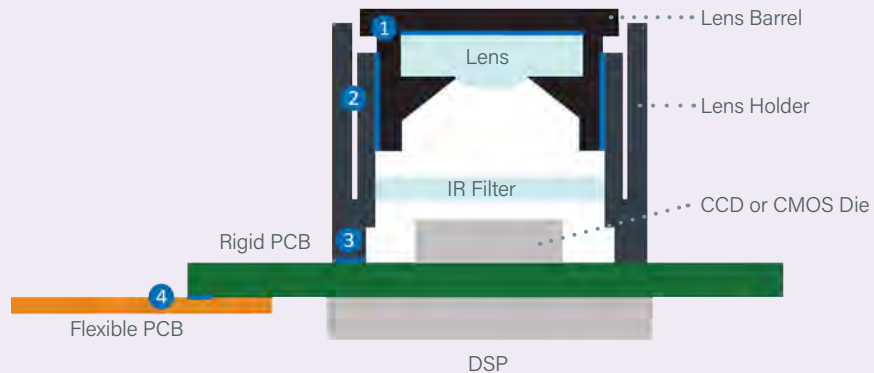 Lens Barrel
1
Lens
2
Lens Holder
IR Filter
CCD or CMOS Die
Rigid PCB
3
4
Flexible PCB
DSP